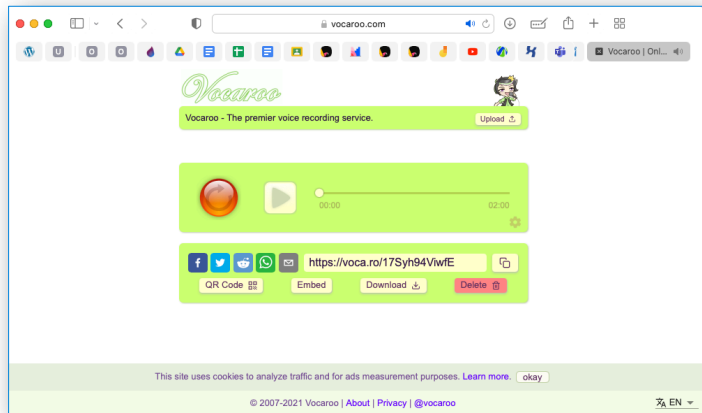 vocaroo.com
Vocaroo | Onl...
Vocaroo
Vocaroo - The premier voice recording service.
Upload
00:00
02:00
https://voca.ro/17Syh94ViwfE
QR Code
Embed
Download
Delete
This site uses cookies to analyze traffic and for ads measurement purposes. Learn more. okay
© 2007-2021 Vocaroo | About | Privacy | @vocaroo
EN